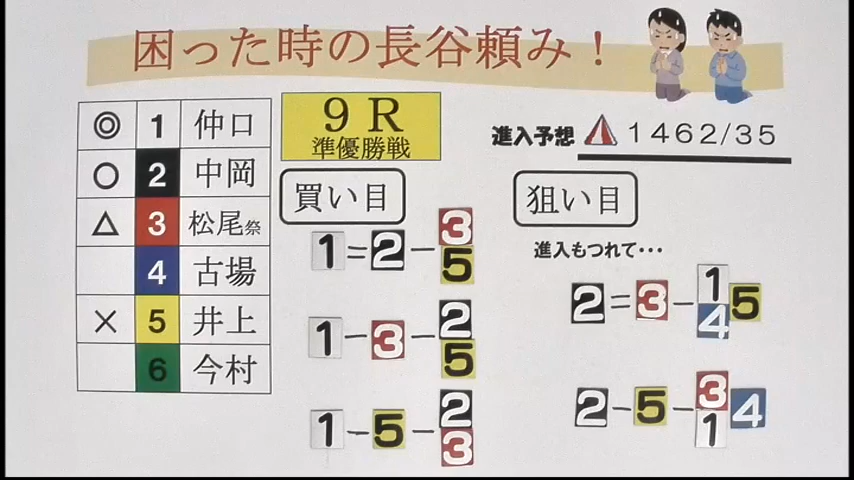 困った時の長谷頼み！
◎ 1 仲口
○ 2 中岡
△ 3 松尾祭
4 古場
× 5 井上
6 今村
9R
準優勝戦
進入予想 1462/35
買い目
1=2-3 5
1-3-2 5
1-5-2 3
狙い目
進入もつれて･･･
2=3-1 4 5
2-5-3 1 4